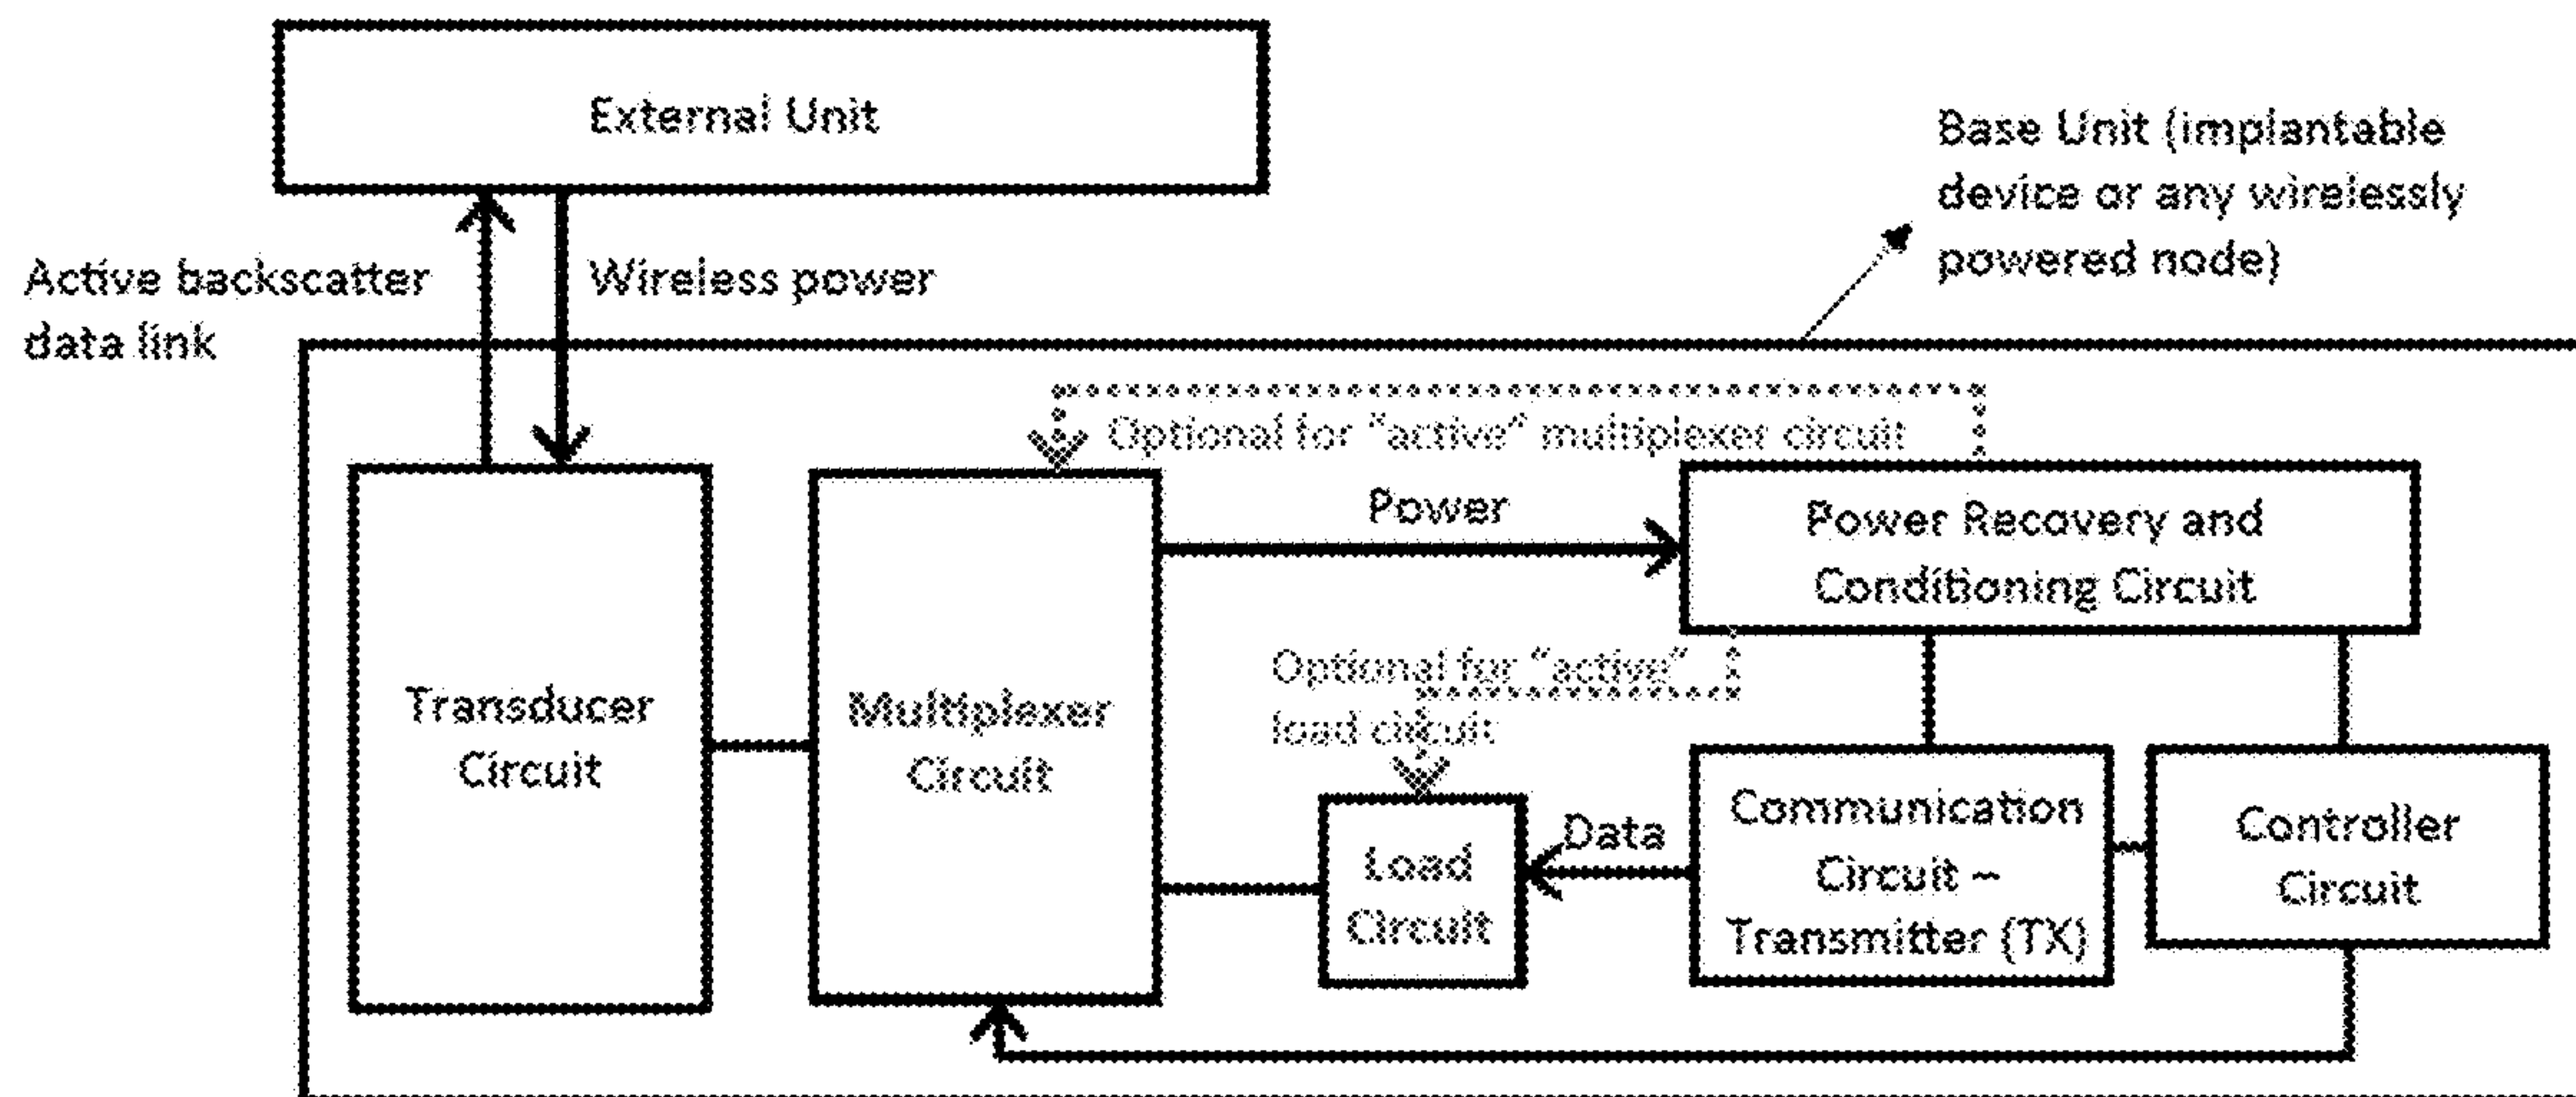 External Unit
Base Unit (implantable
device or any wirelessly
powered node)
Active backscatter
data link
Wireless power
Optional for "active" multiplexer circuit
Power
Power Recovery and
Conditioning Circuit
Optional for "active"
load circuit
Transducer
Circuit
Multiplexer
Circuit
Load
Circuit
Data
Communication
Circuit –
Transmitter (TX)
Controller
Circuit